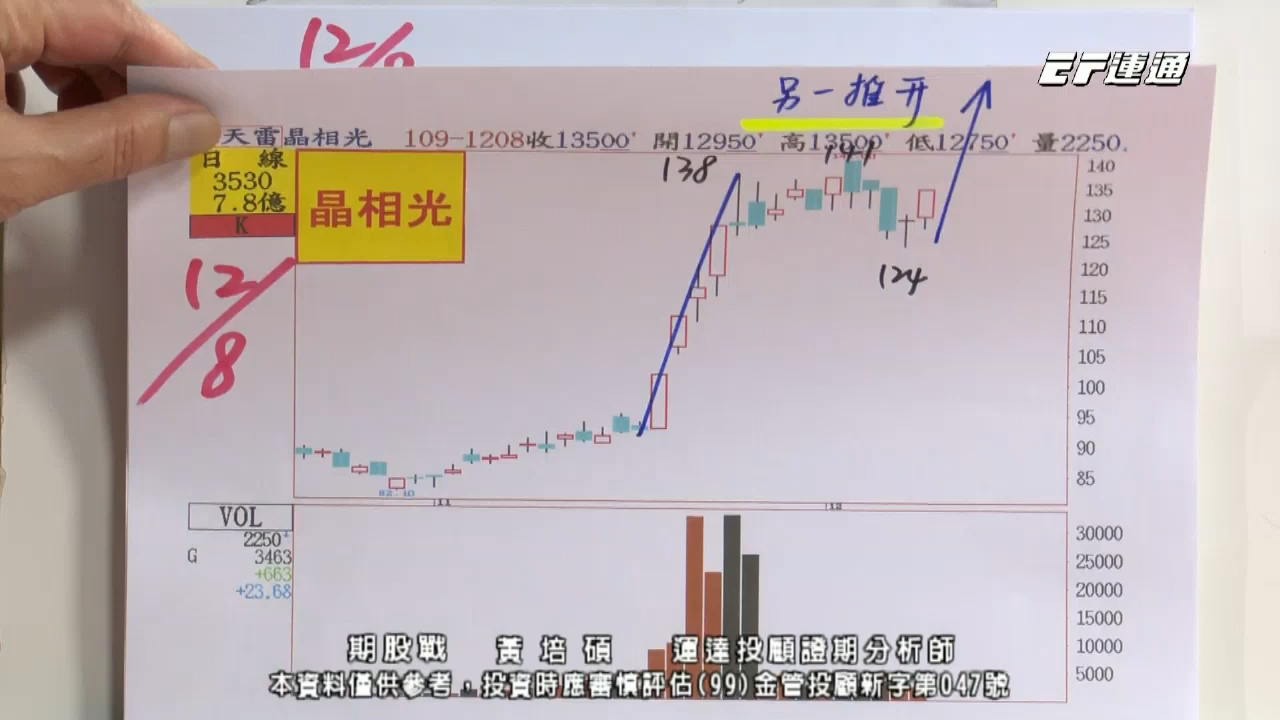 12/8
EF運通
另一推开
天雷晶相光 109-1208收13500' 開12950' 高13500' 低12750' 量2250.
日 線
3530
7.8億
K
晶相光
12/8
138
141
124
140
135
130
125
120
115
110
105
100
95
90
85
82.10
11
12
VOL
2250'
G 3463
+663
+23.68
30000
25000
20000
15000
10000
5000
期股戰 黃培碩 運達投顧證期分析師
本資料僅供參考，投資時應審慎評估(99)金管投顧新字第047號